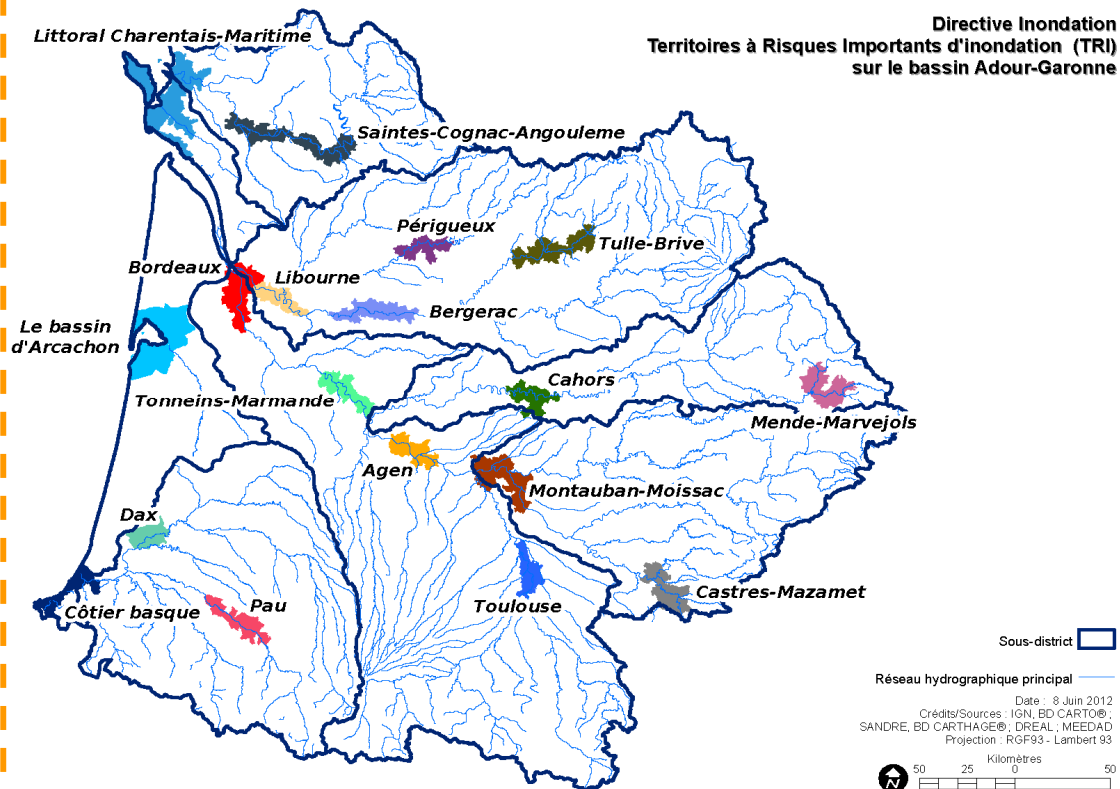 Directive Inondation
Territoires à Risques Importants d'inondation (TRI)
sur le bassin Adour-Garonne
Littoral Charentais-Maritime
Saintes-Cognac-Angouleme
Périgueux
Tulle-Brive
Bordeaux
Libourne
Bergerac
Le bassin
d'Arcachon
Cahors
Tonneins-Marmande
Mende-Marvejols
Agen
Montauban-Moissac
Dax
Castres-Mazamet
Toulouse
Côtier basque
Pau
Sous-district
Réseau hydrographique principal
Date : 8 Juin 2012
Crédits/Sources : IGN, BD CARTO® ;
SANDRE, BD CARTHAGE® ; DREAL ; MEEDAD
Projection : RGF93 - Lambert 93
Kilomètres
50 25 0 50
N